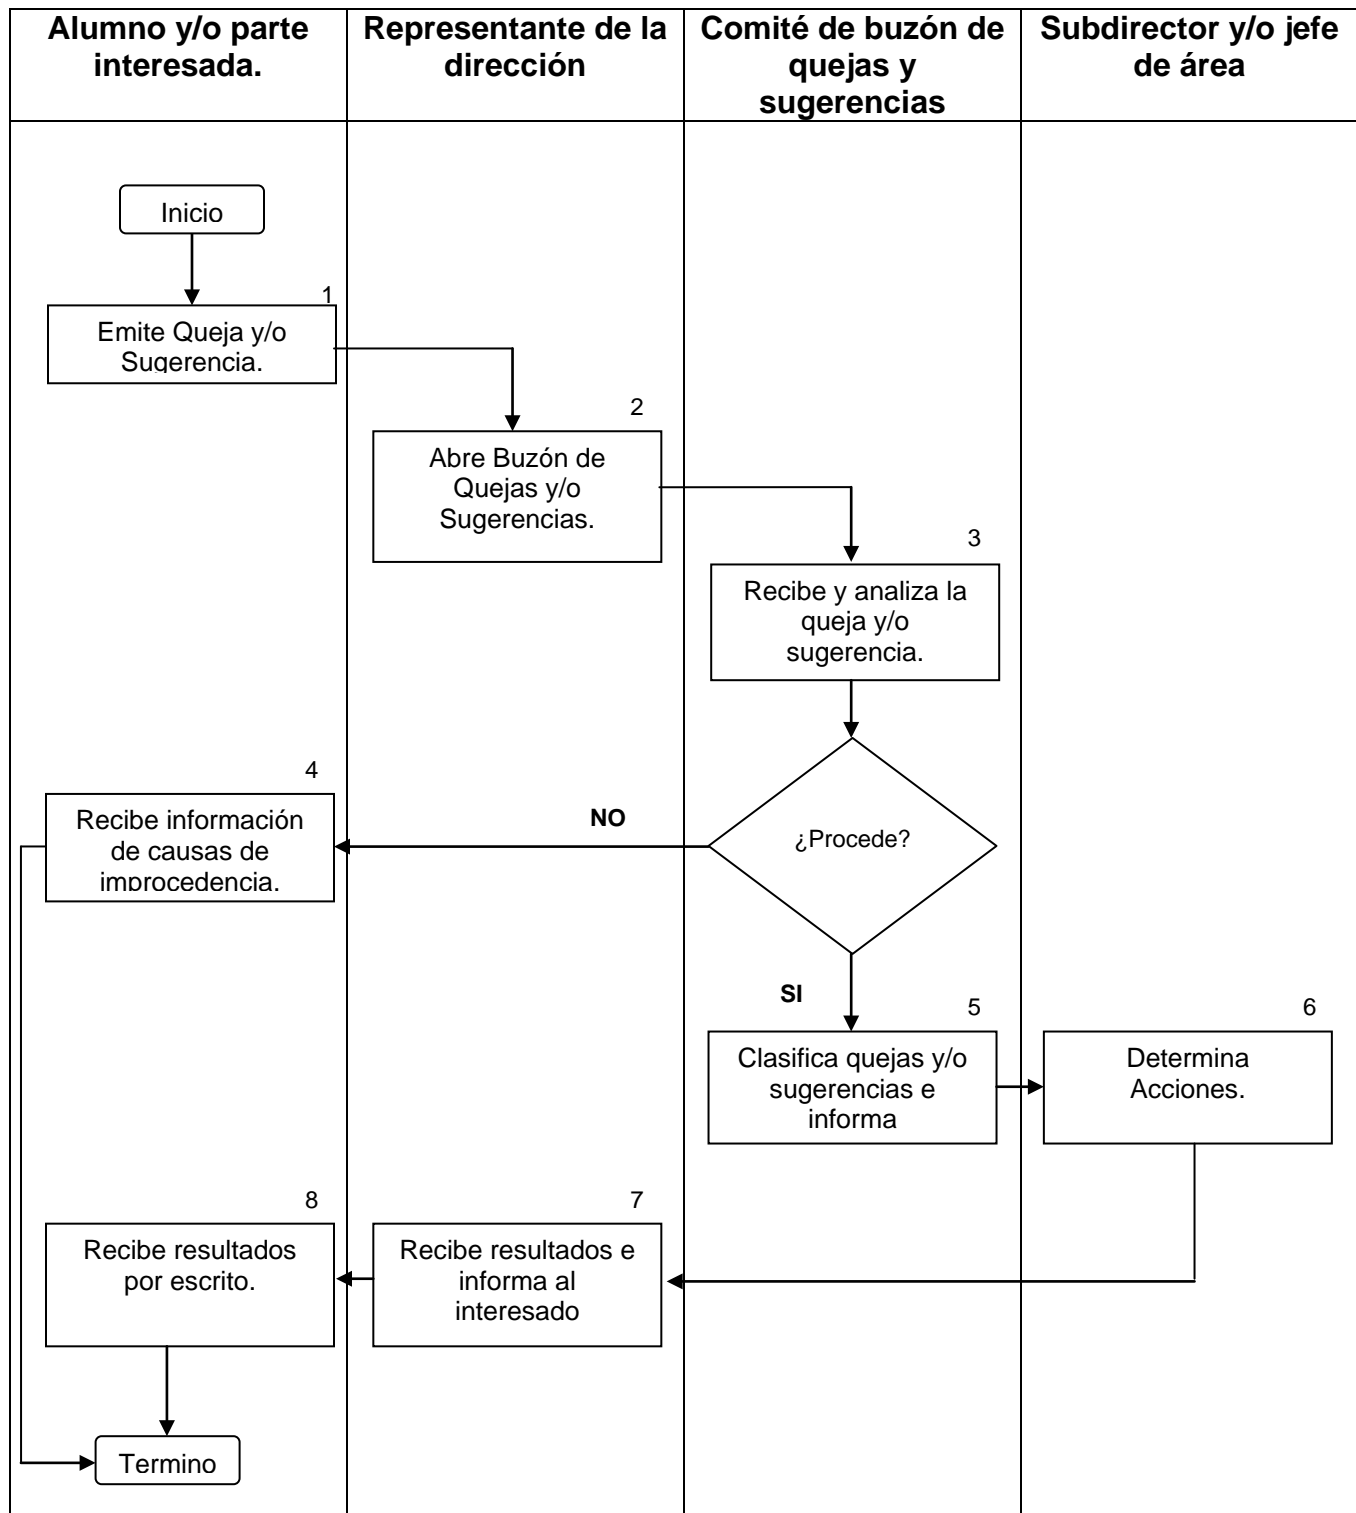 Alumno y/o parte
interesada.
Representante de la
dirección
Comité de buzón de
quejas y
sugerencias
Subdirector y/o jefe
de área
Inicio
1
Emite Queja y/o
Sugerencia.
2
Abre Buzón de
Quejas y/o
Sugerencias.
3
Recibe y analiza la
queja y/o
sugerencia.
¿Procede?
NO
4
Recibe información
de causas de
improcedencia.
SI
5
Clasifica quejas y/o
sugerencias e
informa
6
Determina
Acciones.
7
Recibe resultados e
informa al
interesado
8
Recibe resultados
por escrito.
Termino